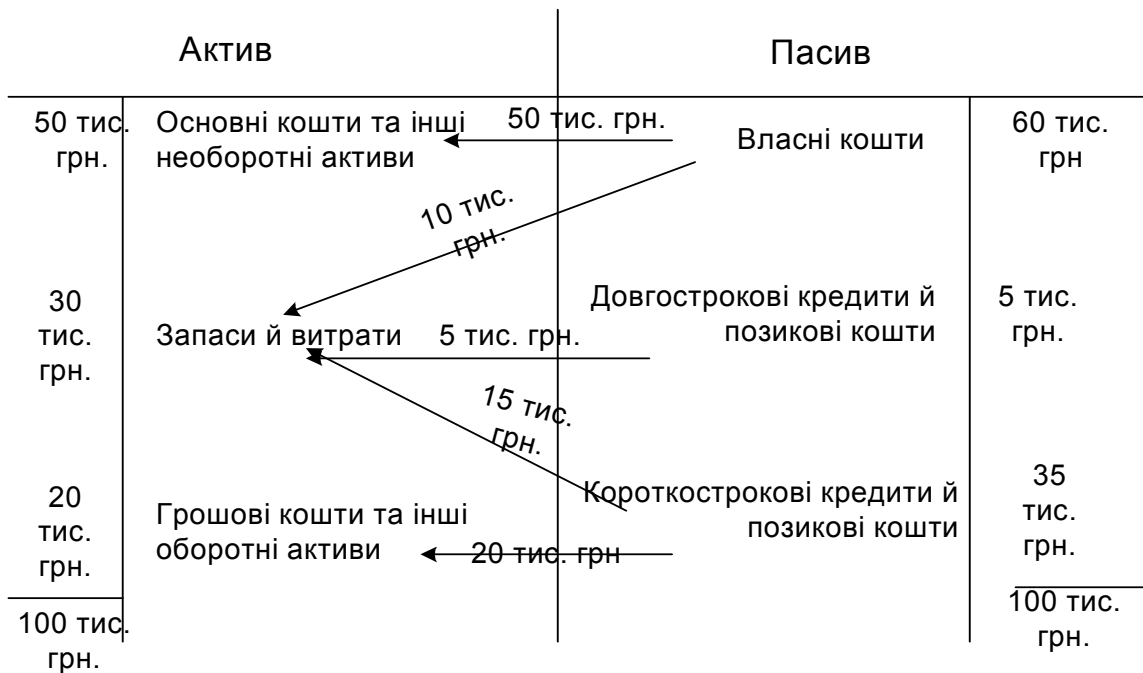 Актив
Пасив
50 тис.
грн.
Основні кошти та інші
необоротні активи
50 тис. грн.
Власні кошти
60 тис.
грн
10 тис.
грн.
30
тис.
грн.
Запаси й витрати
5 тис. грн.
Довгострокові кредити й
позикові кошти
5 тис.
грн.
15 тис.
грн.
20
тис.
грн.
Грошові кошти та інші
оборотні активи
20 тис. грн
Короткострокові кредити й
позикові кошти
35
тис.
грн.
100 тис.
грн.
100 тис.
грн.